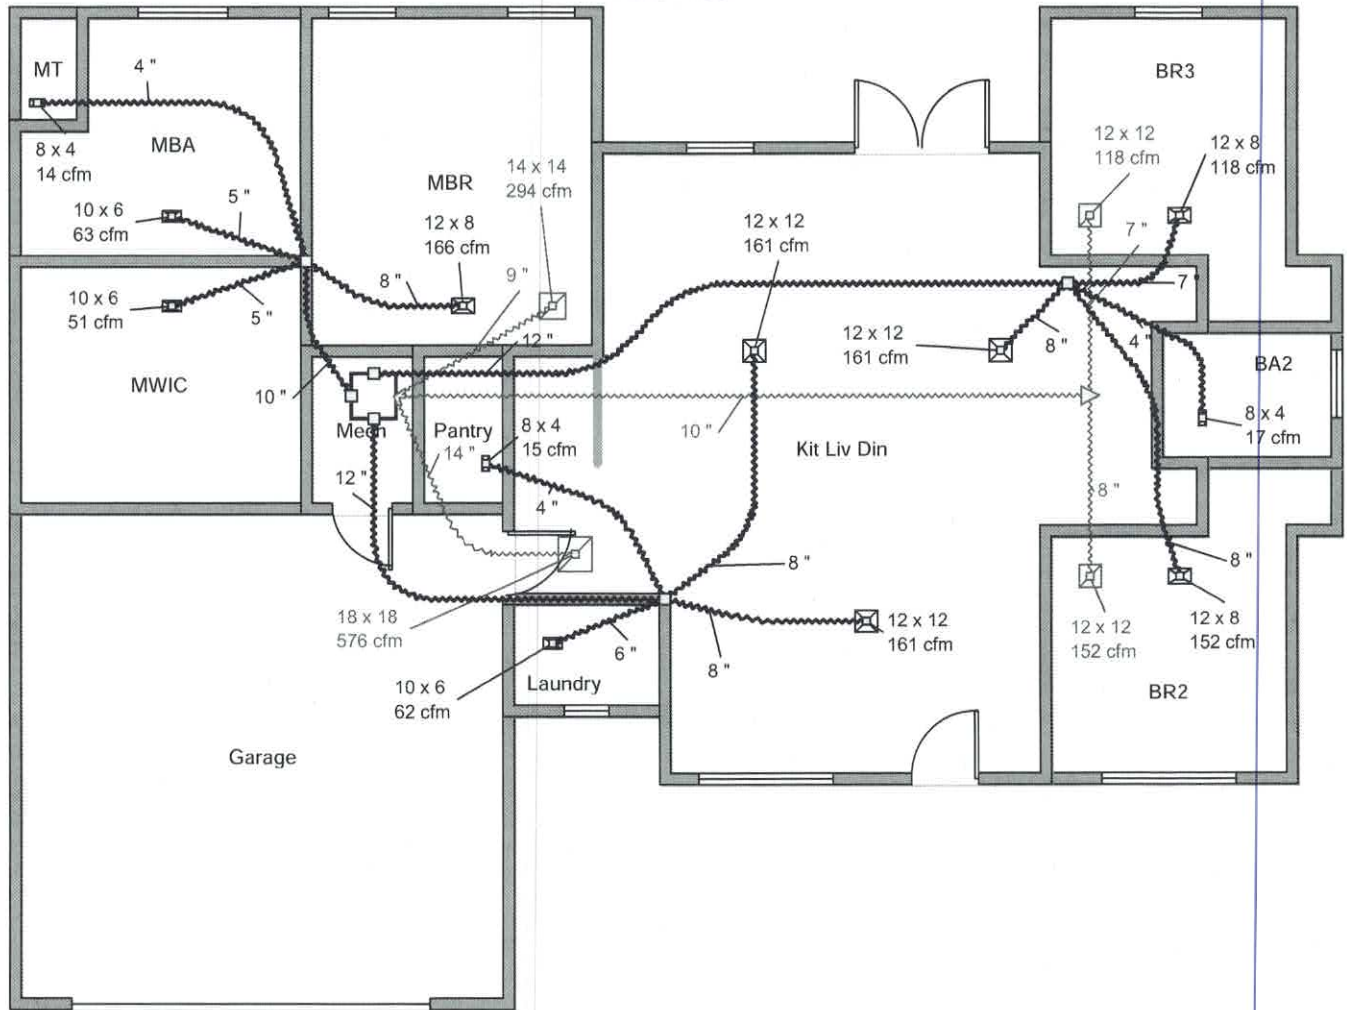 MT
4 "
BR3
12 x 12
118 cfm
12 x 8
118 cfm
8 x 4
14 cfm
MBA
14 x 14
294 cfm
MBR
5 "
10 x 6
63 cfm
12 x 8
166 cfm
12 x 12
161 cfm
7 "
9 "
8 "
7 "
10 x 6
51 cfm
5 "
12 x 12
161 cfm
8 "
4 "
12 "
BA2
MWIC
10 "
8 x 4
17 cfm
Mech
Pantry
8 x 4
15 cfm
10 "
Kit Liv Din
14 "
12 "
4 "
8 "
8 "
8 "
18 x 18
576 cfm
12 x 12
161 cfm
12 x 12
152 cfm
12 x 8
152 cfm
6 "
8 "
Laundry
10 x 6
62 cfm
BR2
Garage